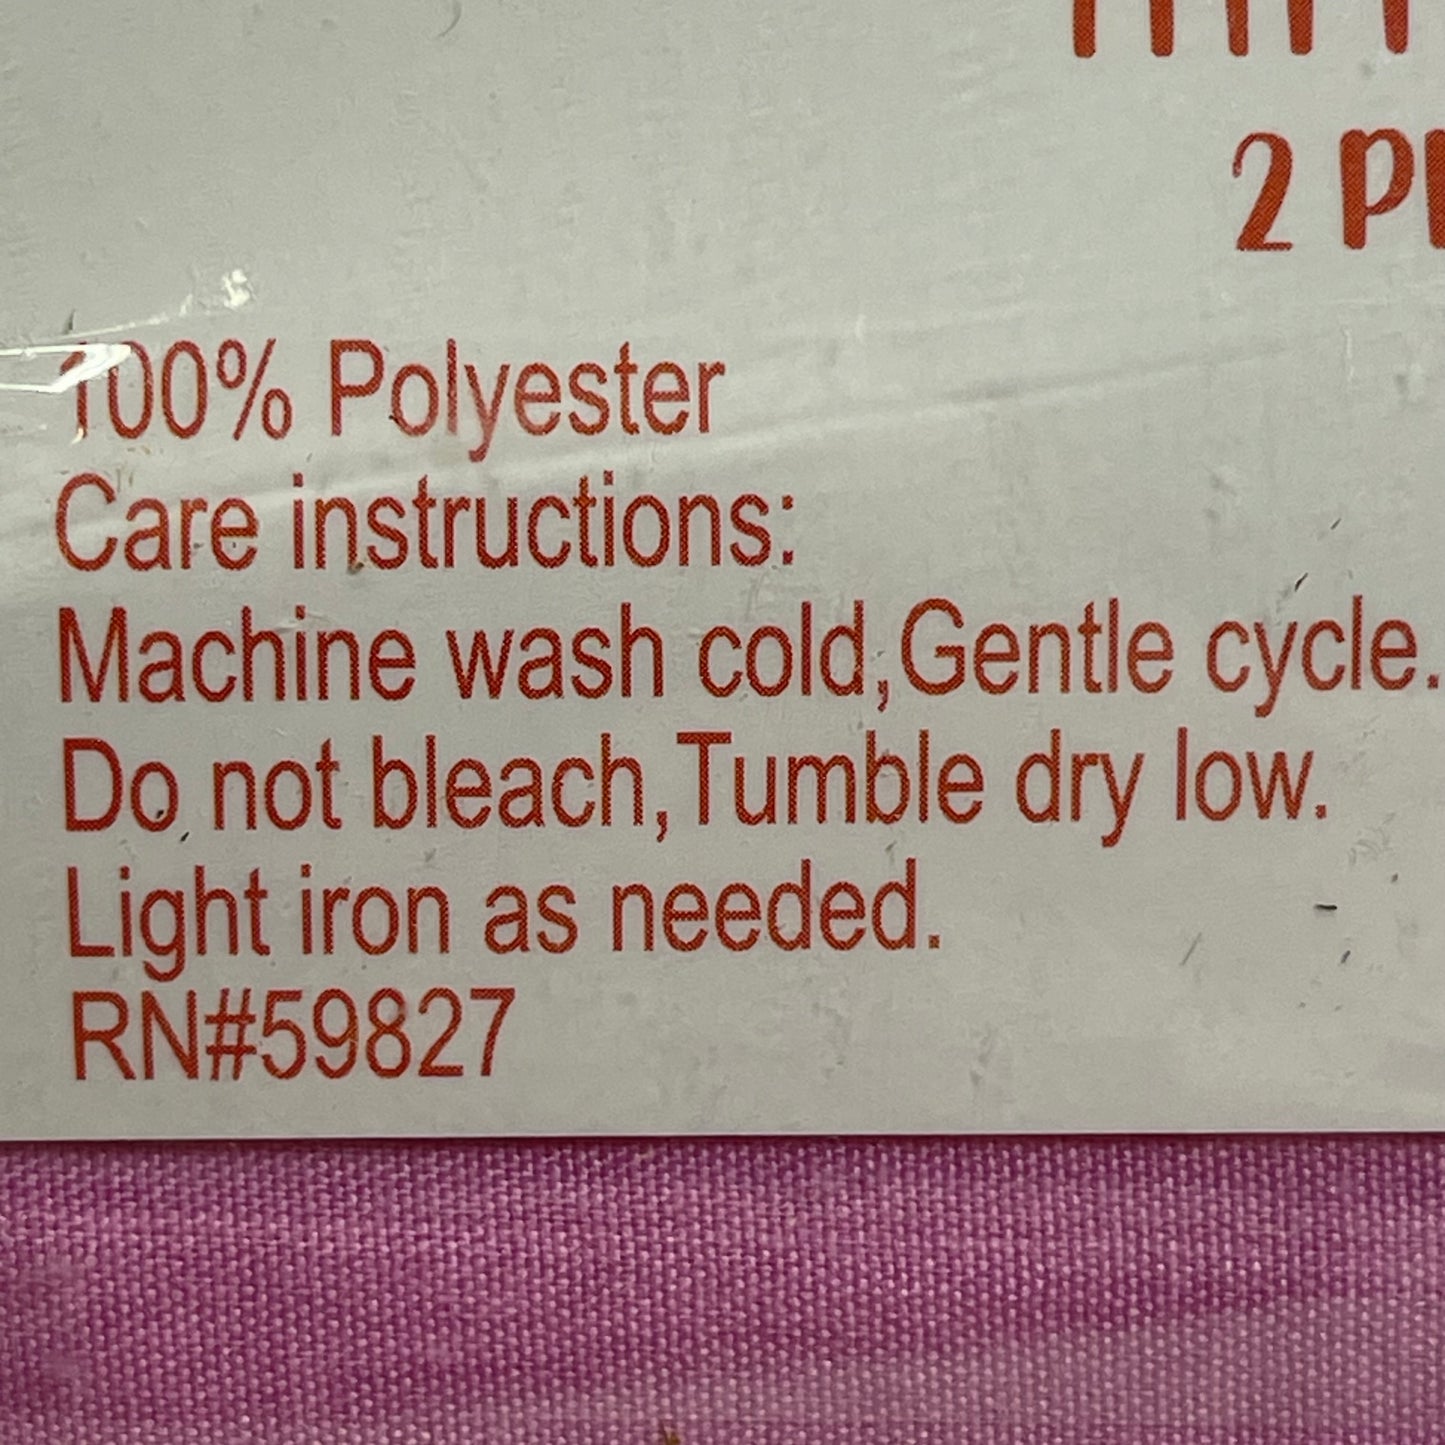 2
100% Polyester
Care instructions:
Machine wash cold,Gentle cycle.
Do not bleach,Tumble dry low.
Light iron as needed.
RN#59827